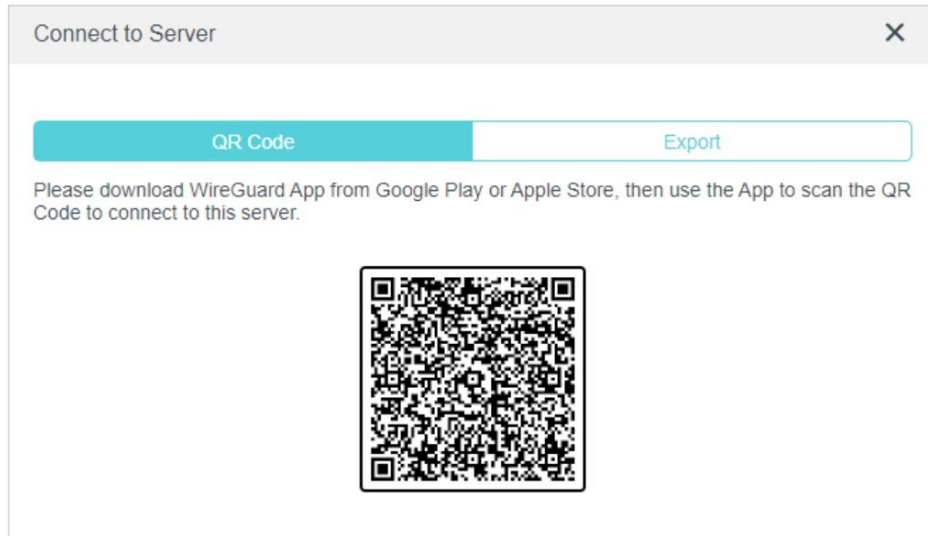 Connect to Server
QR Code
Export
Please download WireGuard App from Google Play or Apple Store, then use the App to scan the QR
Code to connect to this server.